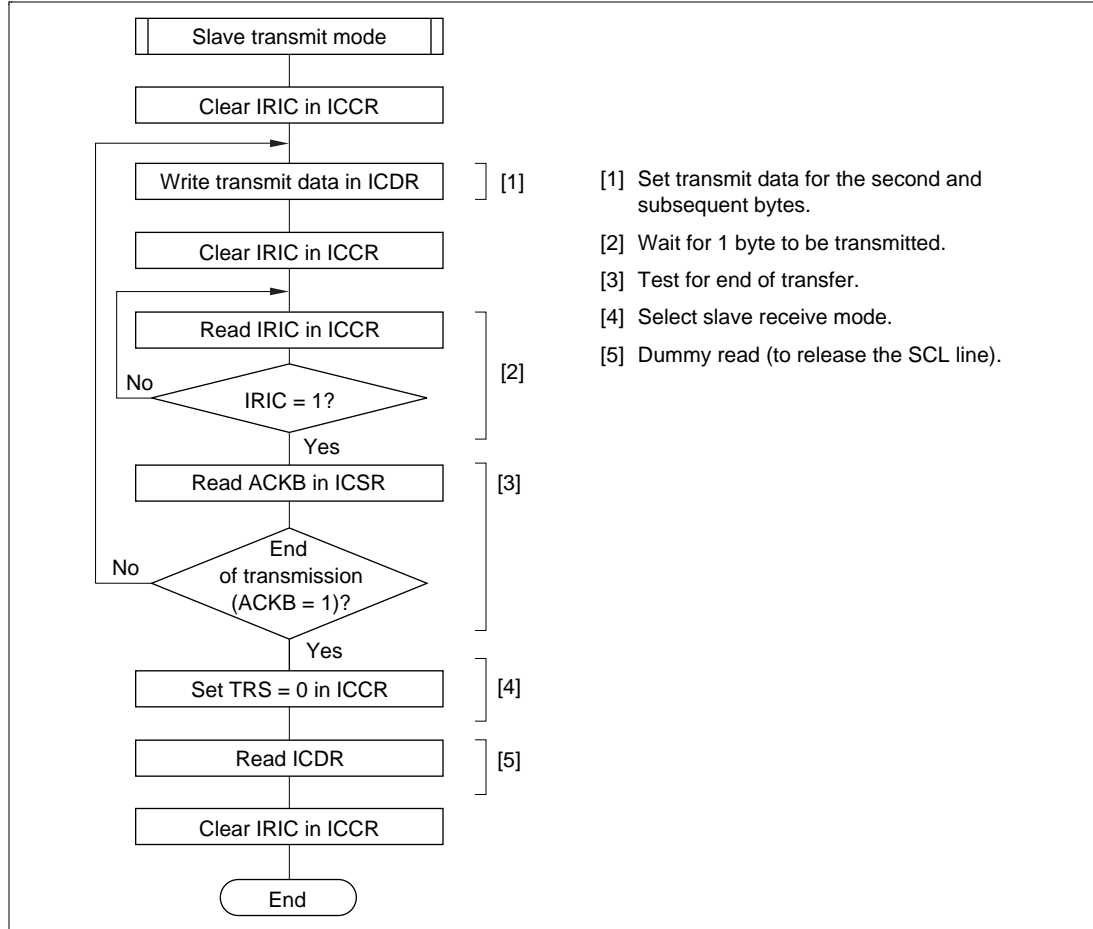 Slave transmit mode
Clear IRIC in ICCR
Write transmit data in ICDR
[1]
Clear IRIC in ICCR
Read IRIC in ICCR
[2]
No
IRIC = 1?
Yes
Read ACKB in ICSR
[3]
No
End
of transmission
(ACKB = 1)?
Yes
Set TRS = 0 in ICCR
[4]
Read ICDR
[5]
Clear IRIC in ICCR
End
[1] Set transmit data for the second and
subsequent bytes.
[2] Wait for 1 byte to be transmitted.
[3] Test for end of transfer.
[4] Select slave receive mode.
[5] Dummy read (to release the SCL line).